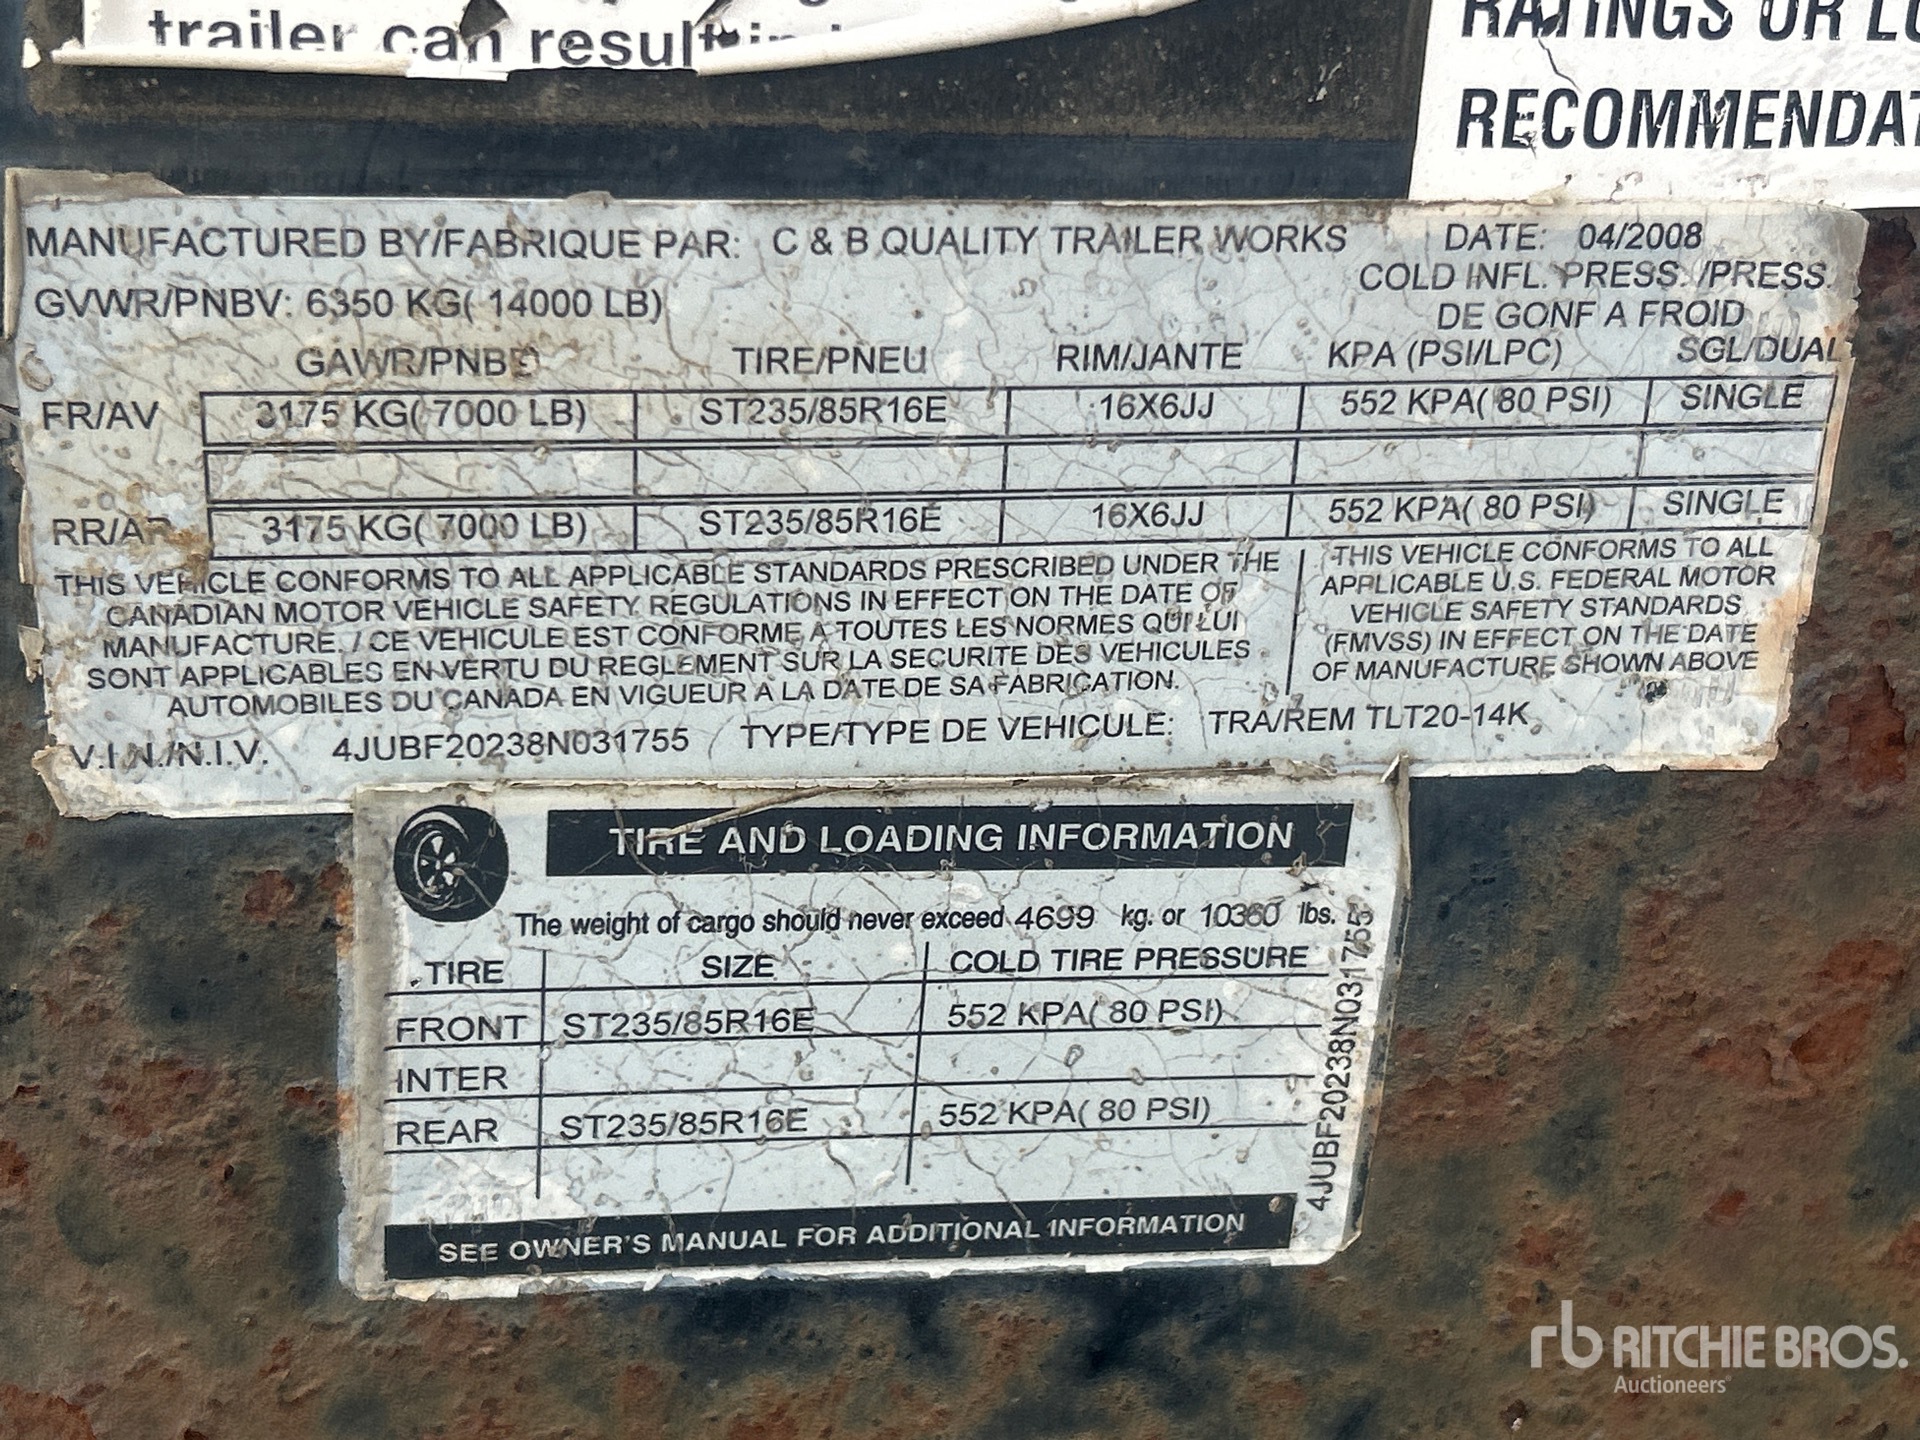 trailer can result in
RATINGS OR
RECOMMENDAT
MANUFACTURED BY/FABRIQUE PAR: C & B QUALITY TRAILER WORKS DATE: 04/2008
GVWR/PNBV: 6350 KG( 14000 LB) COLD INFL. PRESS. /PRESS.
DE GONF A FROID
GAWR/PNBE TIRE/PNEU RIM/JANTE KPA (PSI/LPC) SGL/DUAL
FR/AV 3175 KG( 7000 LB) ST235/85R16E 16X6JJ 552 KPA( 80 PSI) SINGLE
RR/AR 3175 KG( 7000 LB) ST235/85R16E 16X6JJ 552 KPA( 80 PSI) SINGLE
THIS VEHICLE CONFORMS TO ALL APPLICABLE STANDARDS PRESCRIBED UNDER THE
CANADIAN MOTOR VEHICLE SAFETY REGULATIONS IN EFFECT ON THE DATE OF
MANUFACTURE. / CE VEHICULE EST CONFORME A TOUTES LES NORMES QUI LUI
SONT APPLICABLES EN VERTU DU REGLEMENT SUR LA SECURITE DES VEHICULES
AUTOMOBILES DU CANADA EN VIGUEUR A LA DATE DE SA FABRICATION.
THIS VEHICLE CONFORMS TO ALL
APPLICABLE U.S. FEDERAL MOTOR
VEHICLE SAFETY STANDARDS
(FMVSS) IN EFFECT ON THE DATE
OF MANUFACTURE SHOWN ABOVE
V.I.N./N.I.V. 4JUBF20238N031755 TYPE/TYPE DE VEHICULE: TRA/REM TLT20-14K
TIRE AND LOADING INFORMATION
The weight of cargo should never exceed 4699 kg. or 10360 lbs.
TIRE SIZE COLD TIRE PRESSURE
FRONT ST235/85R16E 552 KPA( 80 PSI)
INTER
REAR ST235/85R16E 552 KPA( 80 PSI)
SEE OWNER'S MANUAL FOR ADDITIONAL INFORMATION
4JUBF20238N031755
rb RITCHIE BROS.
Auctioneers